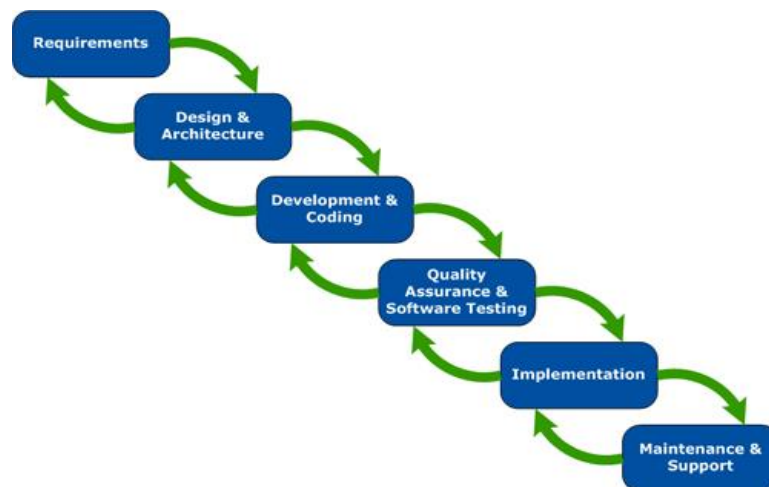 Requirements
Design &
Architecture
Development &
Coding
Quality
Assurance &
Software Testing
Implementation
Maintenance &
Support